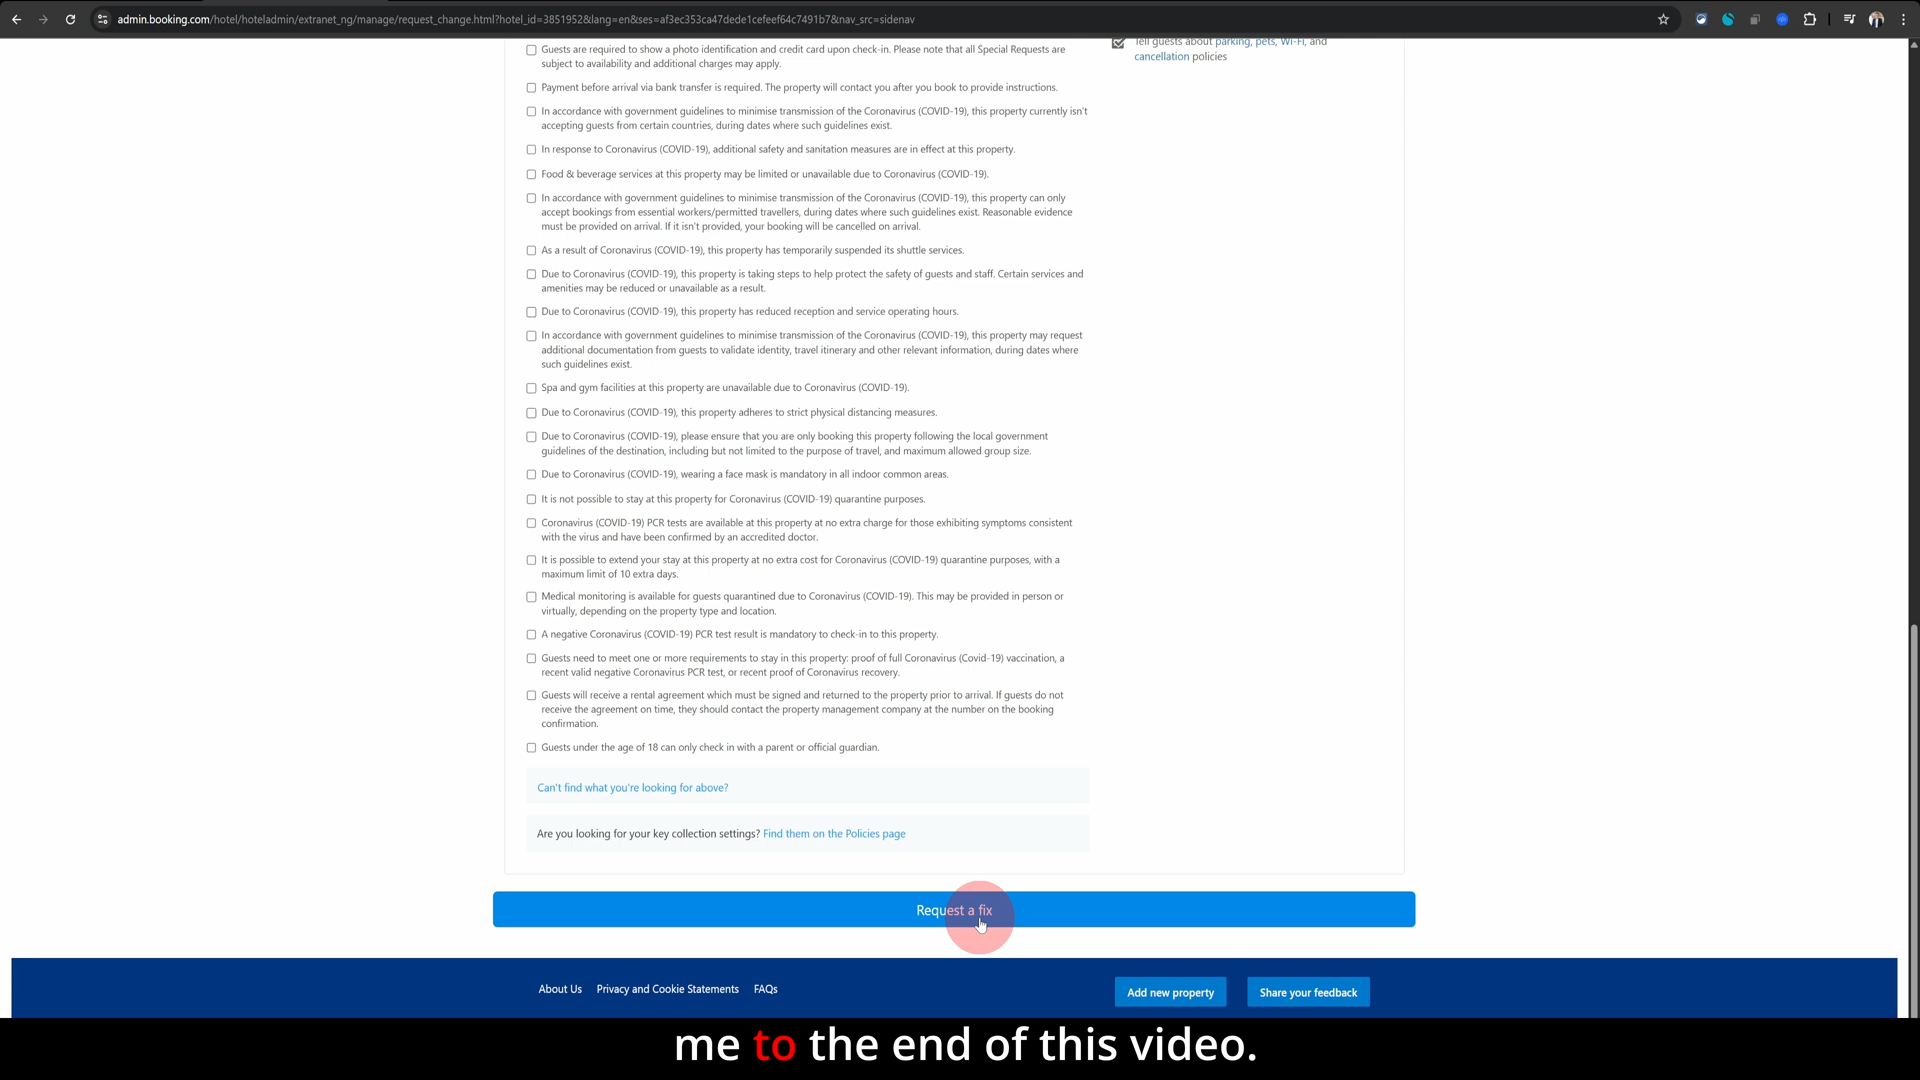 admin.booking.com/hotel/hoteladmin/extranet_ng/manage/request_change.html?hotel_id=3851952&lang=en&ses=af3ec353ca47dede1cefeef64c7491b7&nav_src=sidenav
Guests are required to show a photo identification and credit card upon check-in. Please note that all Special Requests are
subject to availability and additional charges may apply.
Tell guests about parking, pets, Wi-Fi, and
cancellation policies
Payment before arrival via bank transfer is required. The property will contact you after you book to provide instructions.
In accordance with government guidelines to minimise transmission of the Coronavirus (COVID-19), this property currently isn't
accepting guests from certain countries, during dates where such guidelines exist.
In response to Coronavirus (COVID-19), additional safety and sanitation measures are in effect at this property.
Food & beverage services at this property may be limited or unavailable due to Coronavirus (COVID-19).
In accordance with government guidelines to minimise transmission of the Coronavirus (COVID-19), this property can only
accept bookings from essential workers/permitted travellers, during dates where such guidelines exist. Reasonable evidence
must be provided on arrival. If it isn't provided, your booking will be cancelled on arrival.
As a result of Coronavirus (COVID-19), this property has temporarily suspended its shuttle services.
Due to Coronavirus (COVID-19), this property is taking steps to help protect the safety of guests and staff. Certain services and
amenities may be reduced or unavailable as a result.
Due to Coronavirus (COVID-19), this property has reduced reception and service operating hours.
In accordance with government guidelines to minimise transmission of the Coronavirus (COVID-19), this property may request
additional documentation from guests to validate identity, travel itinerary and other relevant information, during dates where
such guidelines exist.
Spa and gym facilities at this property are unavailable due to Coronavirus (COVID-19).
Due to Coronavirus (COVID-19), this property adheres to strict physical distancing measures.
Due to Coronavirus (COVID-19), please ensure that you are only booking this property following the local government
guidelines of the destination, including but not limited to the purpose of travel, and maximum allowed group size.
Due to Coronavirus (COVID-19), wearing a face mask is mandatory in all indoor common areas.
It is not possible to stay at this property for Coronavirus (COVID-19) quarantine purposes.
Coronavirus (COVID-19) PCR tests are available at this property at no extra charge for those exhibiting symptoms consistent
with the virus and have been confirmed by an accredited doctor.
It is possible to extend your stay at this property at no extra cost for Coronavirus (COVID-19) quarantine purposes, with a
maximum limit of 10 extra days.
Medical monitoring is available for guests quarantined due to Coronavirus (COVID-19). This may be provided in person or
virtually, depending on the property type and location.
A negative Coronavirus (COVID-19) PCR test result is mandatory to check-in to this property.
Guests need to meet one or more requirements to stay in this property: proof of full Coronavirus (Covid-19) vaccination, a
recent valid negative Coronavirus PCR test, or recent proof of Coronavirus recovery.
Guests will receive a rental agreement which must be signed and returned to the property prior to arrival. If guests do not
receive the agreement on time, they should contact the property management company at the number on the booking
confirmation.
Guests under the age of 18 can only check in with a parent or official guardian.
Can't find what you're looking for above?
Are you looking for your key collection settings? Find them on the Policies page
Request a fix
About Us Privacy and Cookie Statements FAQs
Add new property Share your feedback
me to the end of this video.